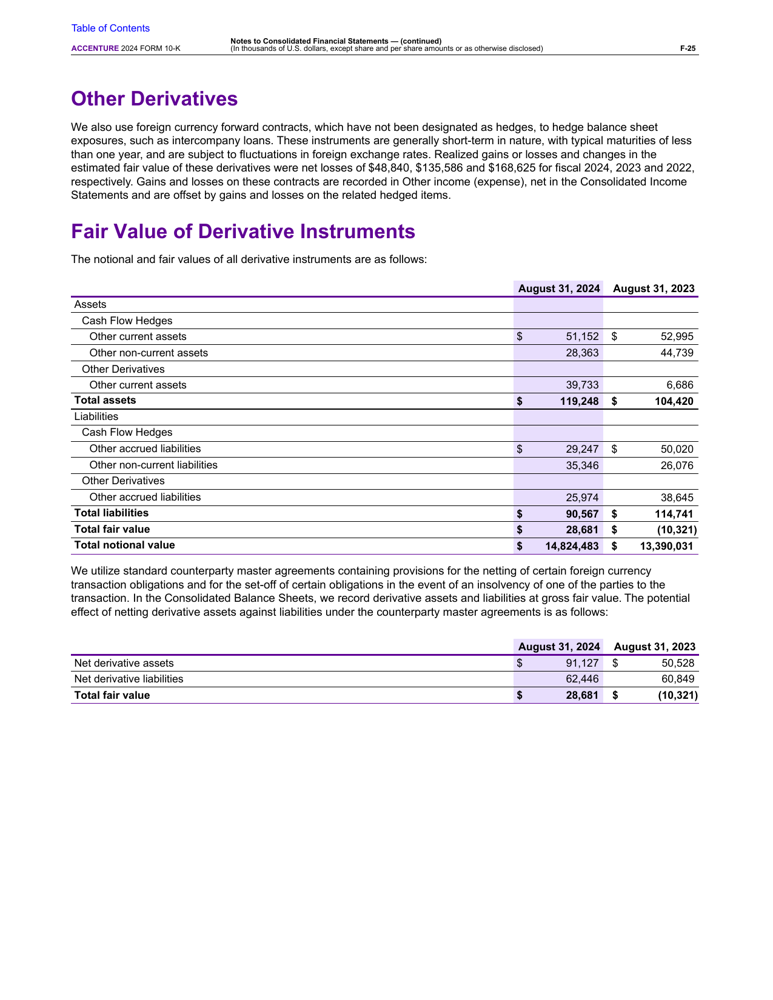 Table of Contents
ACCENTURE 2024 FORM 10-K
Notes to Consolidated Financial Statements — (continued)
(In thousands of U.S. dollars, except share and per share amounts or as otherwise disclosed)
F-25
Other Derivatives
We also use foreign currency forward contracts, which have not been designated as hedges, to hedge balance sheet
exposures, such as intercompany loans. These instruments are generally short-term in nature, with typical maturities of less
than one year, and are subject to fluctuations in foreign exchange rates. Realized gains or losses and changes in the
estimated fair value of these derivatives were net losses of $48,840, $135,586 and $168,625 for fiscal 2024, 2023 and 2022,
respectively. Gains and losses on these contracts are recorded in Other income (expense), net in the Consolidated Income
Statements and are offset by gains and losses on the related hedged items.
Fair Value of Derivative Instruments
The notional and fair values of all derivative instruments are as follows:
August 31, 2024 August 31, 2023
Assets
Cash Flow Hedges
Other current assets $ 51,152 $ 52,995
Other non-current assets 28,363 44,739
Other Derivatives
Other current assets 39,733 6,686
Total assets $ 119,248 $ 104,420
Liabilities
Cash Flow Hedges
Other accrued liabilities $ 29,247 $ 50,020
Other non-current liabilities 35,346 26,076
Other Derivatives
Other accrued liabilities 25,974 38,645
Total liabilities $ 90,567 $ 114,741
Total fair value $ 28,681 $ (10,321)
Total notional value $ 14,824,483 $ 13,390,031
We utilize standard counterparty master agreements containing provisions for the netting of certain foreign currency
transaction obligations and for the set-off of certain obligations in the event of an insolvency of one of the parties to the
transaction. In the Consolidated Balance Sheets, we record derivative assets and liabilities at gross fair value. The potential
effect of netting derivative assets against liabilities under the counterparty master agreements is as follows:
August 31, 2024 August 31, 2023
Net derivative assets $ 91,127 $ 50,528
Net derivative liabilities 62,446 60,849
Total fair value $ 28,681 $ (10,321)